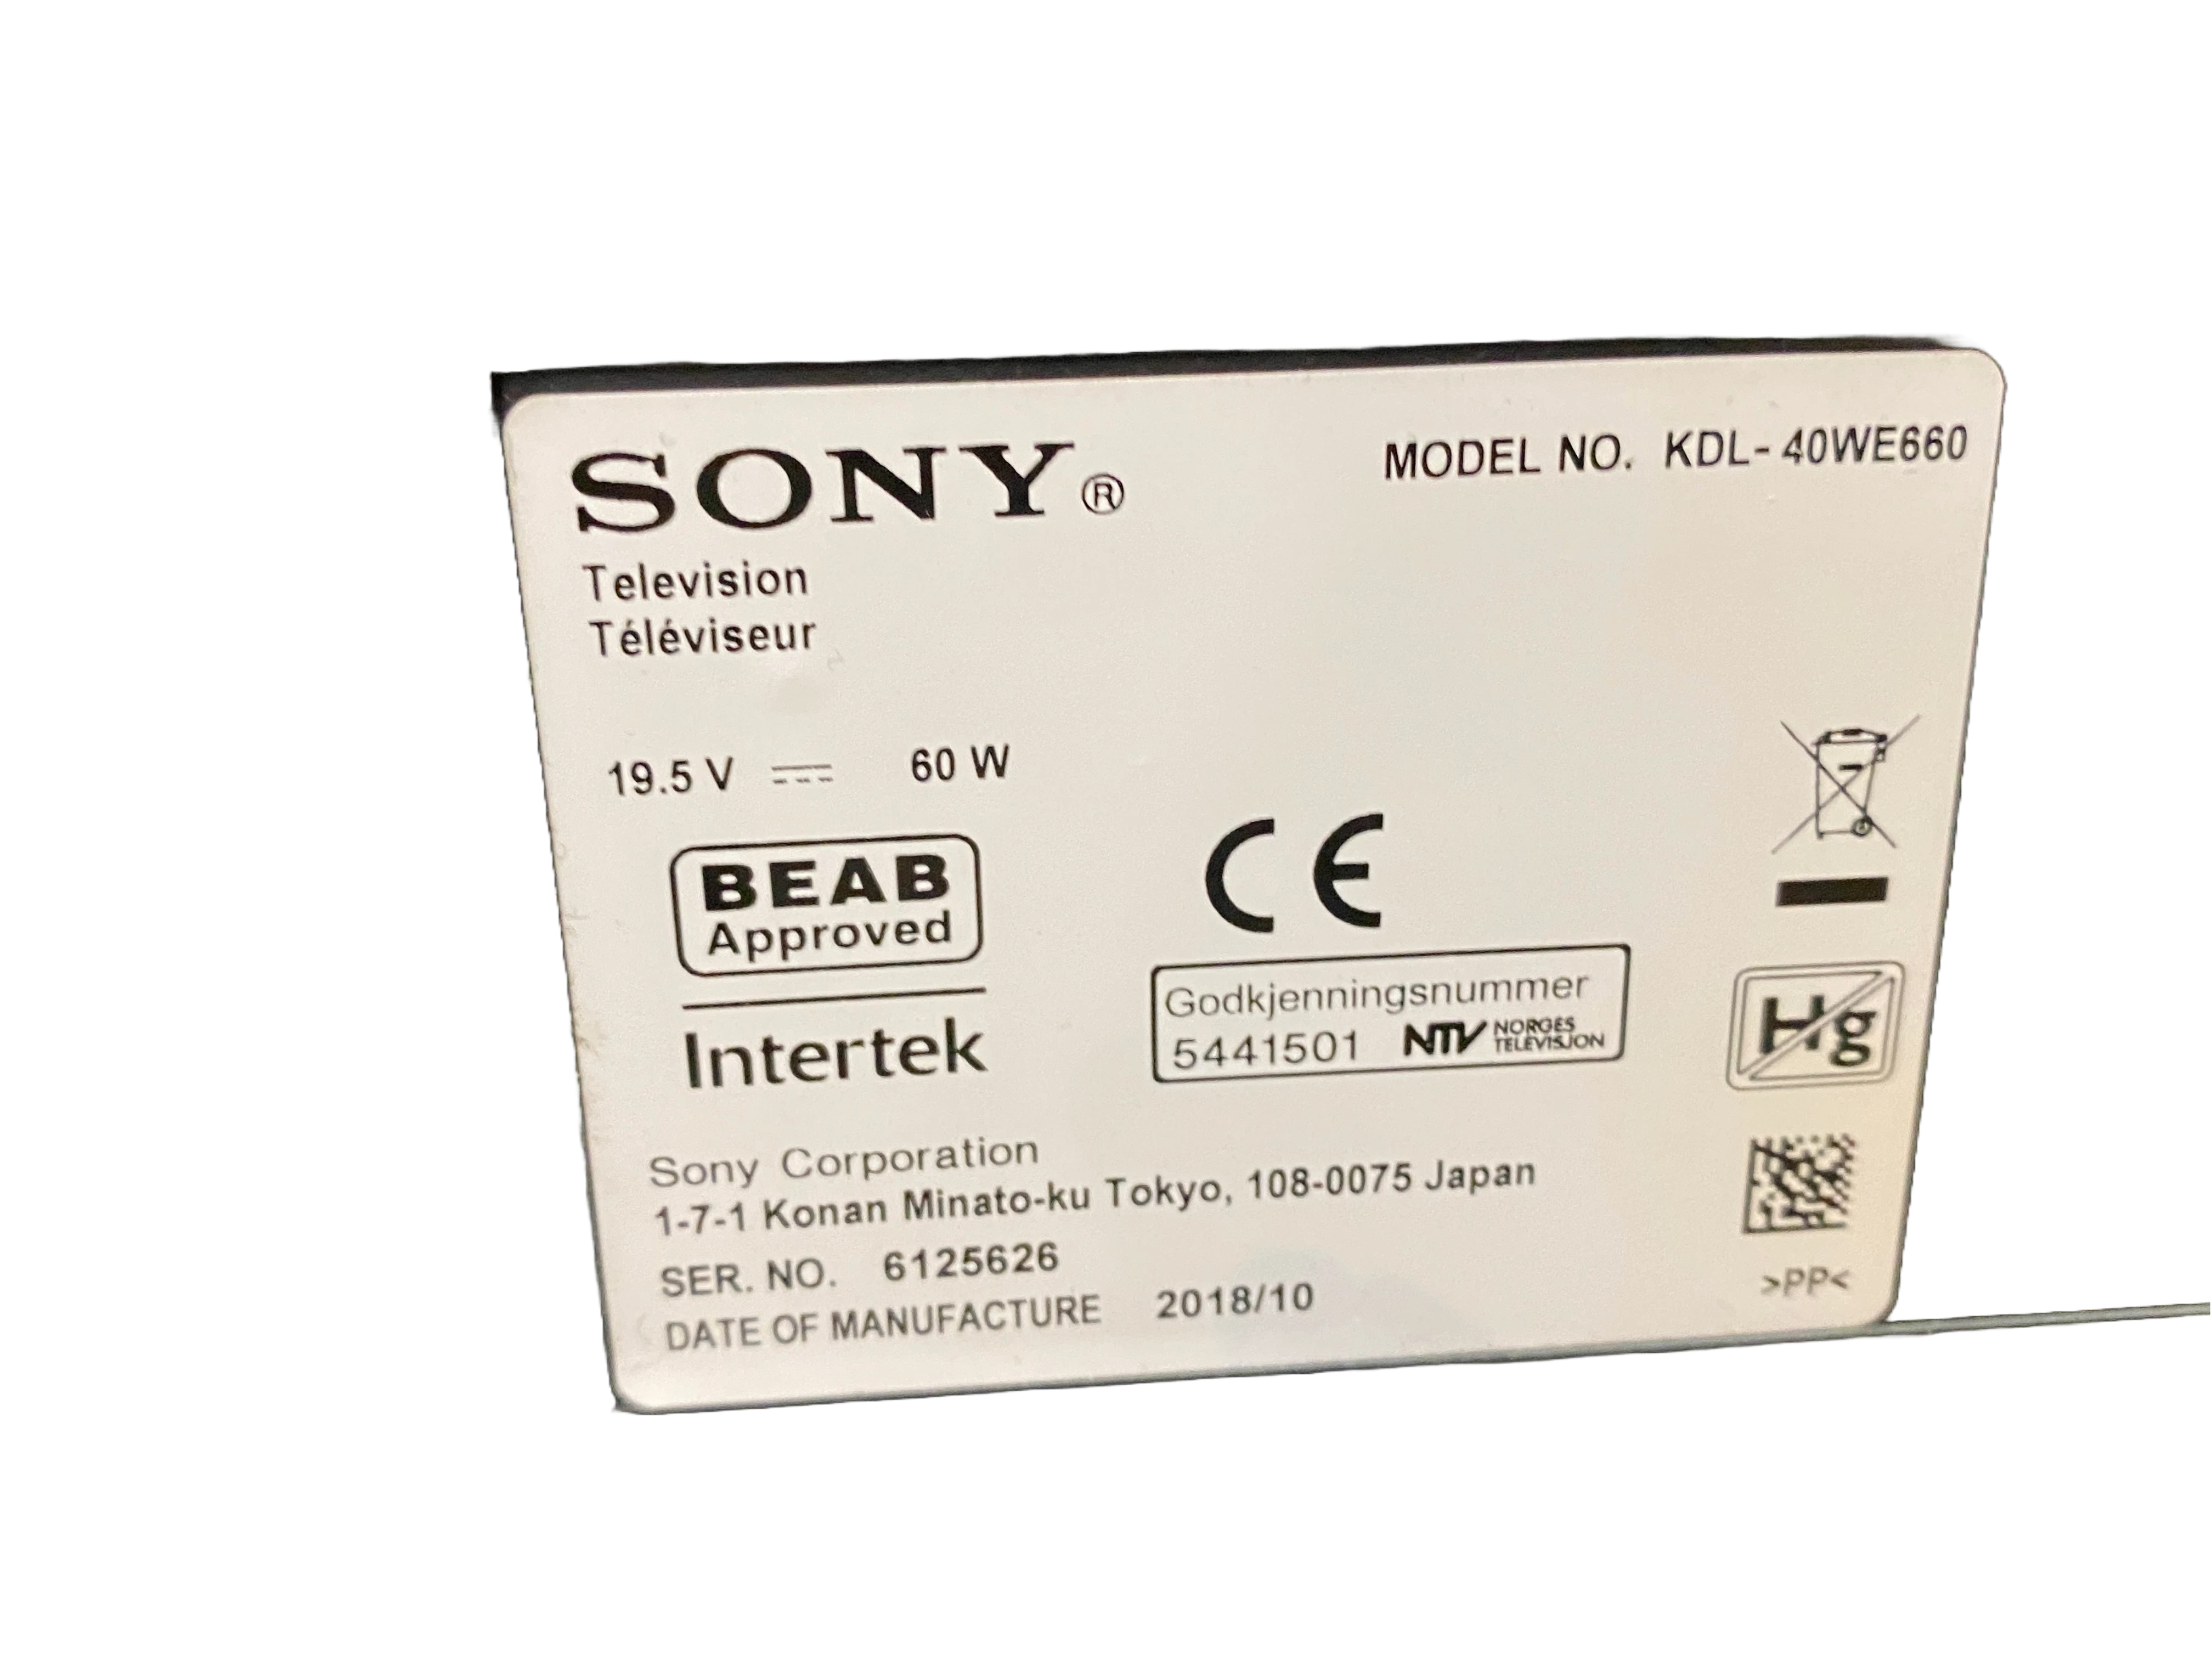 SONY®
MODEL NO. KDL-40WE660
Television
Téléviseur
19.5 V ⎓ 60 W
BEAB
Approved
Intertek
CE
Godkjenningsnummer
5441501 NTV NORGES
TELEVISJON
Hg
Sony Corporation
1-7-1 Konan Minato-ku Tokyo, 108-0075 Japan
SER. NO. 6125626
DATE OF MANUFACTURE 2018/10
>PP<